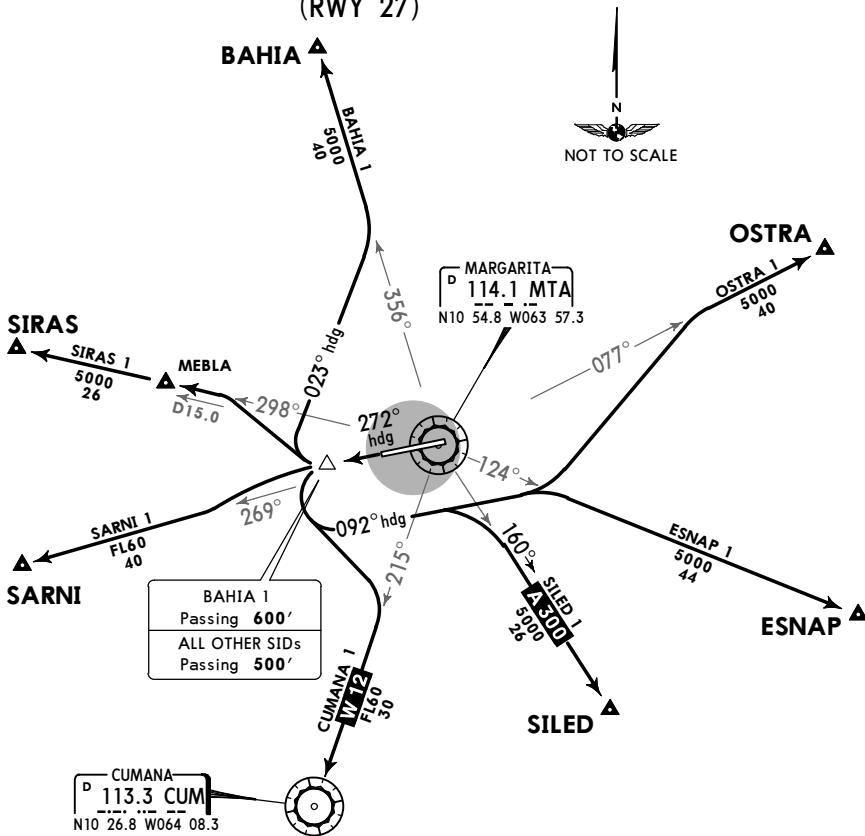 (RWY 27)
BAHIA
BAHIA 1
5000
40
N
NOT TO SCALE
OSTRA
OSTRA 1
5000
40
MARGARITA
D 114.1 MTA
N10 54.8 W063 57.3
356°
077°
SIRAS
SIRAS 1
5000
26
MEBLA
D15.0
298°
023° hdg
272°
hdg
124°
SARNI 1
FL60
40
SARNI
269°
092° hdg
215°
160°
SILED 1
A 300
5000
26
ESNAP 1
5000
44
ESNAP
BAHIA 1
Passing 600'
ALL OTHER SIDs
Passing 500'
CUMANA 1
W 12
FL60
30
SILED
CUMANA
D 113.3 CUM
N10 26.8 W064 08.3